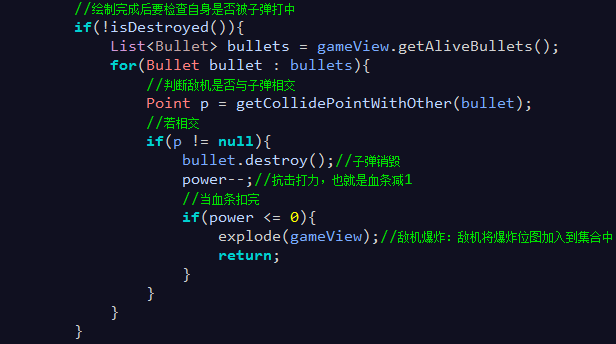 //绘制完成后要检查自身是否被子弹打中
if(!isDestroyed()){
List<Bullet> bullets = gameView.getAliveBullets();
for(Bullet bullet : bullets){
//判断敌机是否与子弹相交
Point p = getCollidePointWithOther(bullet);
//若相交
if(p != null){
bullet.destroy();//子弹销毁
power--;//抗击打力，也就是血条减1
//当血条扣完
if(power <= 0){
explode(gameView);//敌机爆炸：敌机将爆炸位图加入到集合中
return;
}
}
}
}